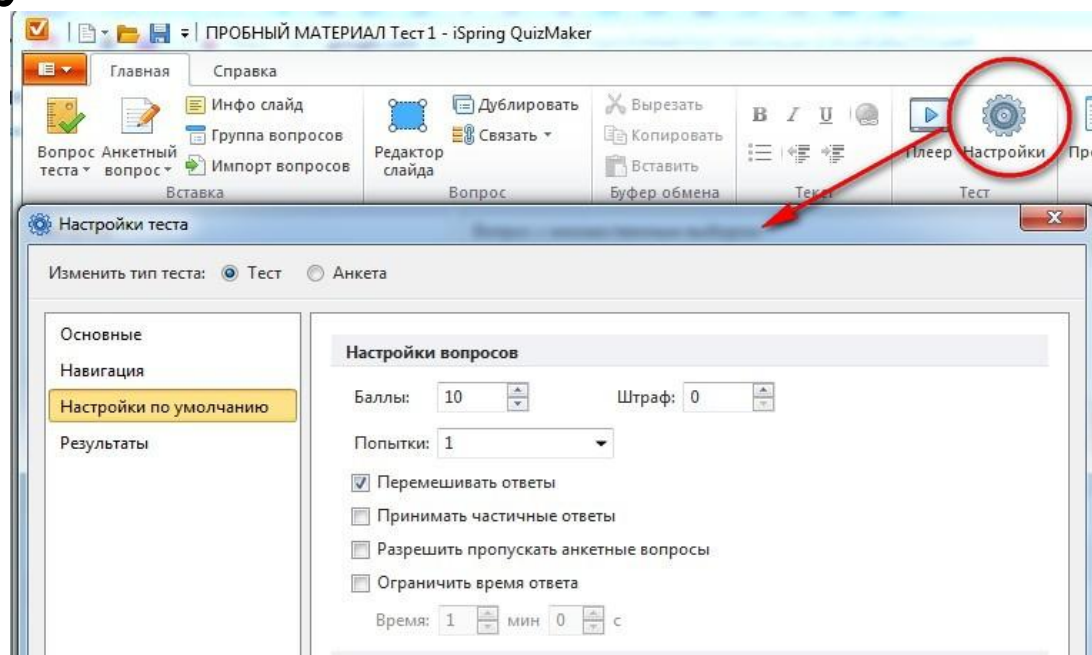 ПРОБНЫЙ МАТЕРИАЛ Тест 1 - iSpring QuizMaker
Главная Справка
Вопрос теста Анкетный вопрос
Инфо слайд
Группа вопросов
Импорт вопросов
Редактор слайда
Дублировать
Связать
Вырезать
Копировать
Вставить
B I U
Плеер Настройки
Вставка Вопрос Буфер обмена Текст Тест
Настройки теста
Изменить тип теста: Тест Анкета
Основные
Навигация
Настройки по умолчанию
Результаты
Настройки вопросов
Баллы: 10 Штраф: 0
Попытки: 1
Перемешивать ответы
Принимать частичные ответы
Разрешить пропускать анкетные вопросы
Ограничить время ответа
Время: 1 мин 0 с